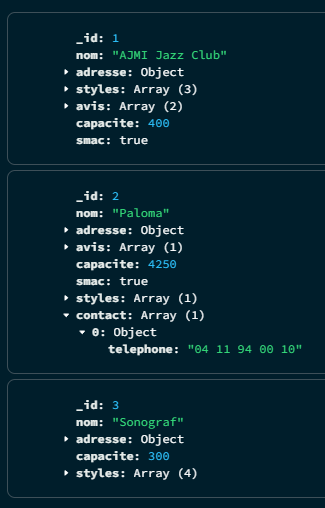 _id: 1
nom: "AJMI Jazz Club"
adresse: Object
styles: Array (3)
avis: Array (2)
capacite: 400
smac: true
_id: 2
nom: "Paloma"
adresse: Object
avis: Array (1)
capacite: 4250
smac: true
styles: Array (1)
contact: Array (1)
0: Object
telephone: "04 11 94 00 10"
_id: 3
nom: "Sonograf"
adresse: Object
capacite: 300
styles: Array (4)